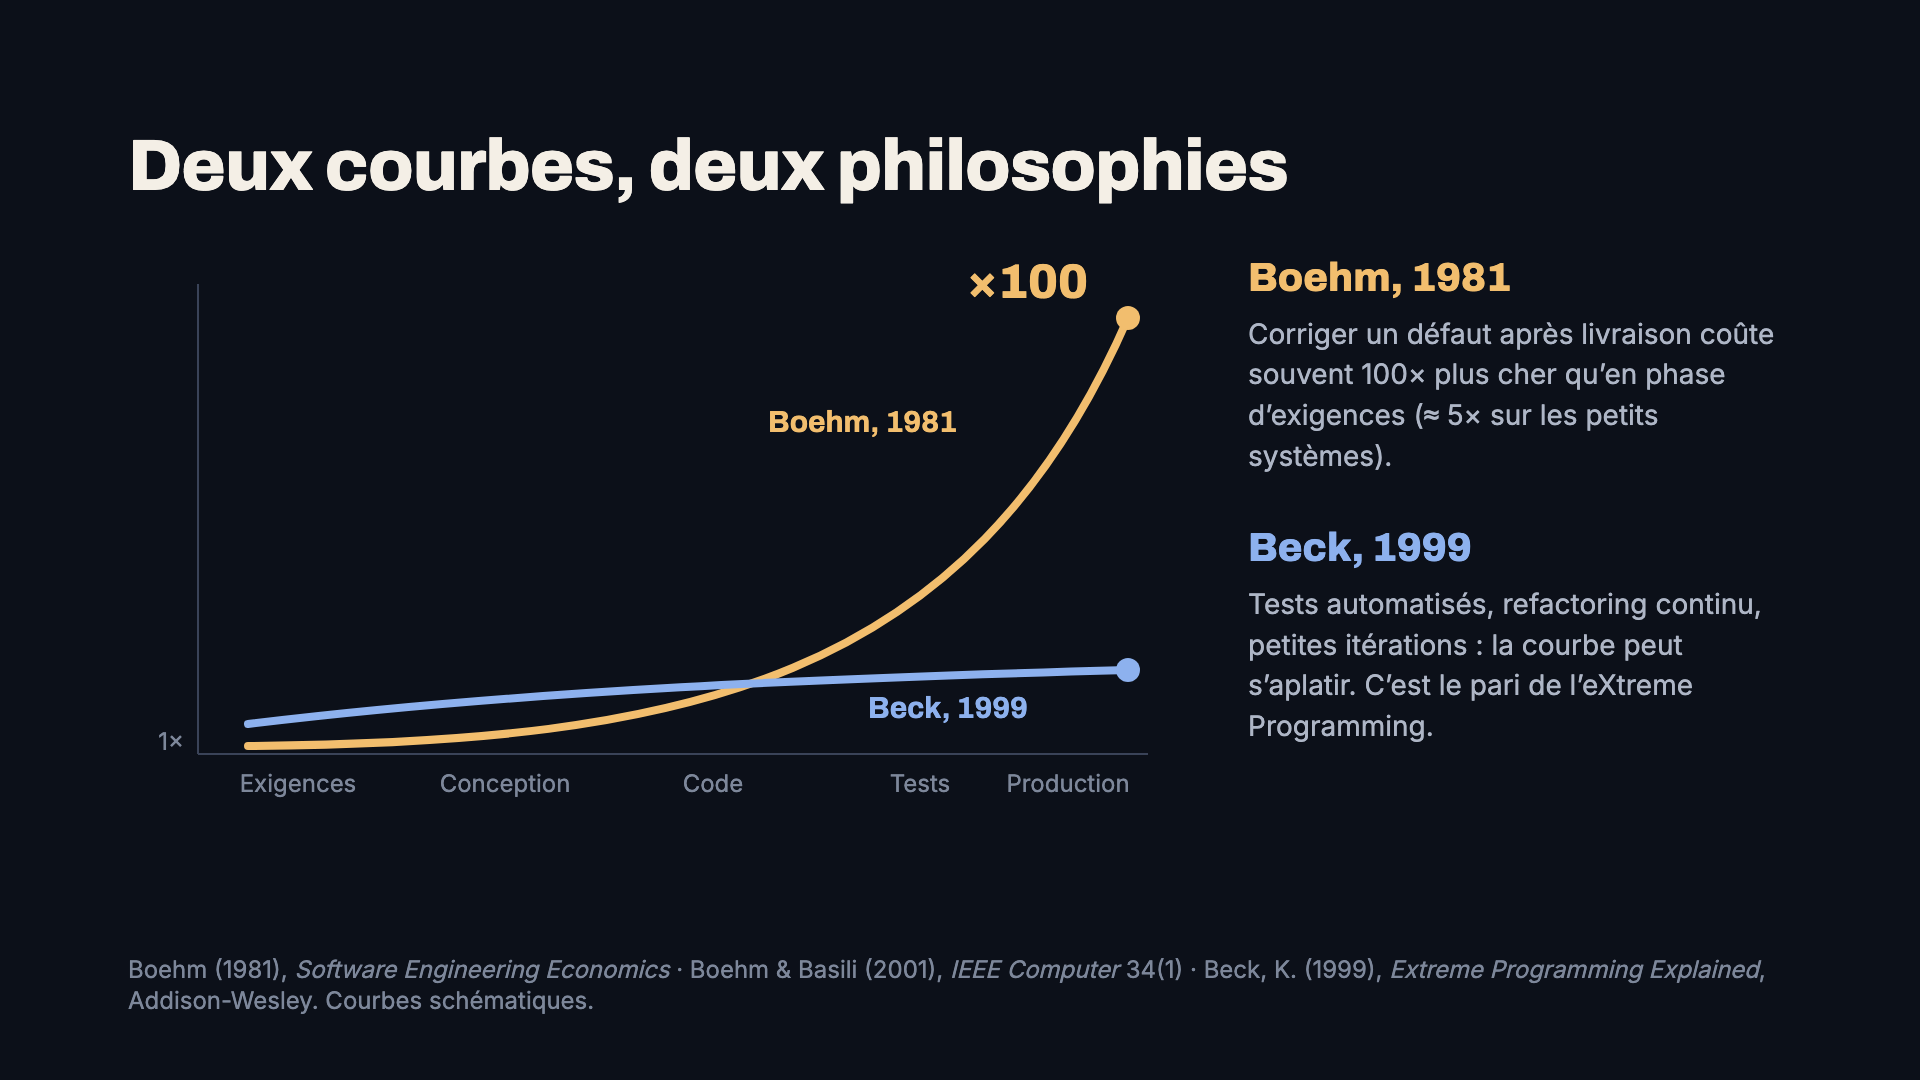 Deux courbes, deux philosophies
×100
Boehm, 1981
Beck, 1999
1×
Exigences Conception Code Tests Production
Boehm, 1981
Corriger un défaut après livraison coûte
souvent 100× plus cher qu’en phase
d’exigences (≈ 5× sur les petits
systèmes).
Beck, 1999
Tests automatisés, refactoring continu,
petites itérations : la courbe peut
s’aplatir. C’est le pari de l’eXtreme
Programming.
Boehm (1981), Software Engineering Economics · Boehm & Basili (2001), IEEE Computer 34(1) · Beck, K. (1999), Extreme Programming Explained,
Addison-Wesley. Courbes schématiques.